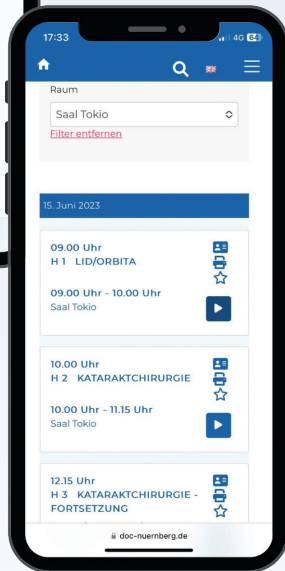 17:33
4G 64
Raum
Saal Tokio
Filter entfernen
15. Juni 2023
09.00 Uhr
H 1 LID/ORBITA
09.00 Uhr - 10.00 Uhr
Saal Tokio
10.00 Uhr
H 2 KATARAKTCHIRURGIE
10.00 Uhr - 11.15 Uhr
Saal Tokio
12.15 Uhr
H 3 KATARAKTCHIRURGIE -
FORTSETZUNG
doc-nuernberg.de